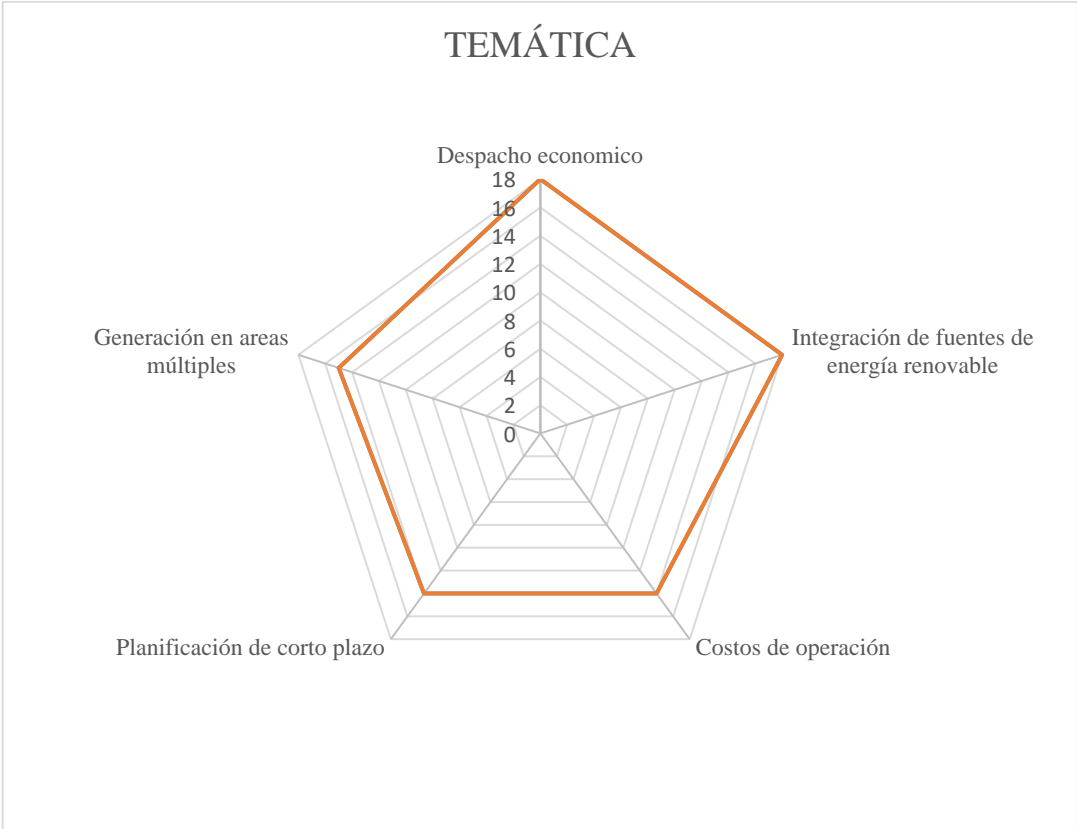 TEMÁTICA
Despacho economico
18
16
14
12
10
8
6
4
2
0
Integración de fuentes de
energía renovable
Costos de operación
Planificación de corto plazo
Generación en areas
múltiples